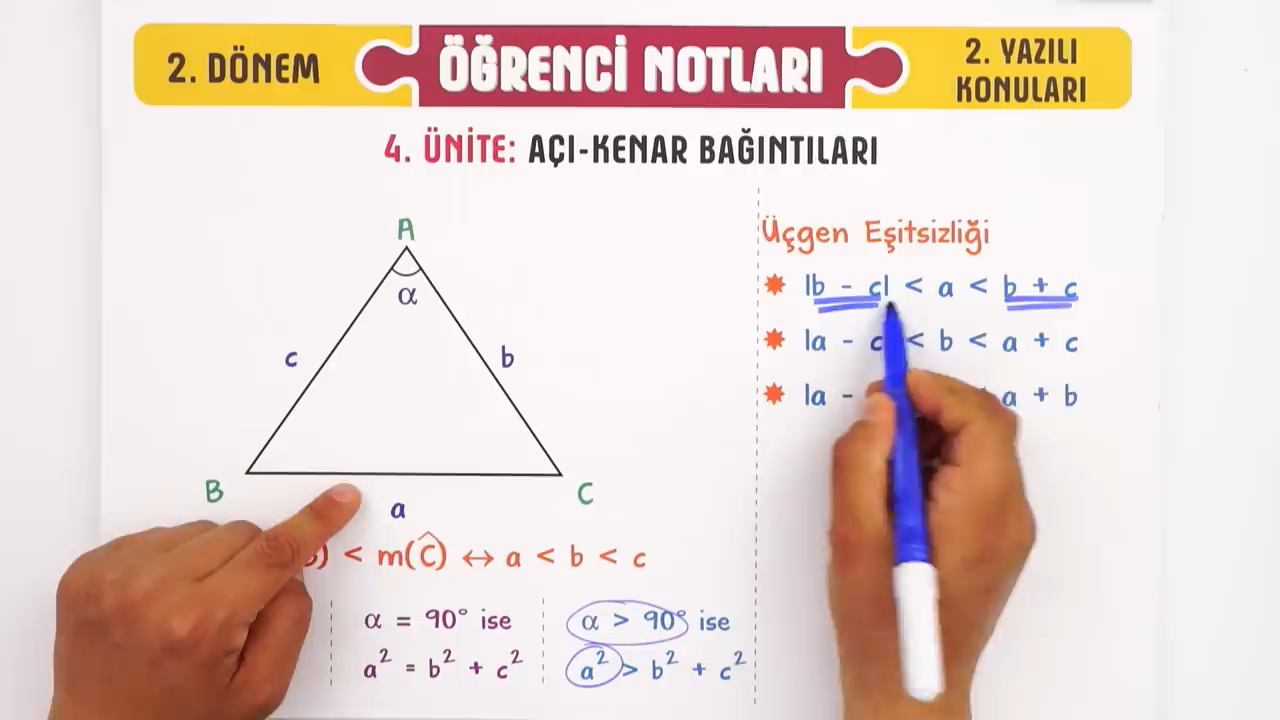 2. DÖNEM
ÖĞRENCİ NOTLARI
2. YAZILI
KONULARI
4. ÜNİTE: AÇI-KENAR BAĞINTILARI
A
α
c
b
B
C
a
< m(Ĉ) ↔ a < b < c
α = 90° ise
a² = b² + c²
α > 90° ise
a² > b² + c²
Üçgen Eşitsizliği
|b - c| < a < b + c
|a - c < b < a + c
|a - a + b